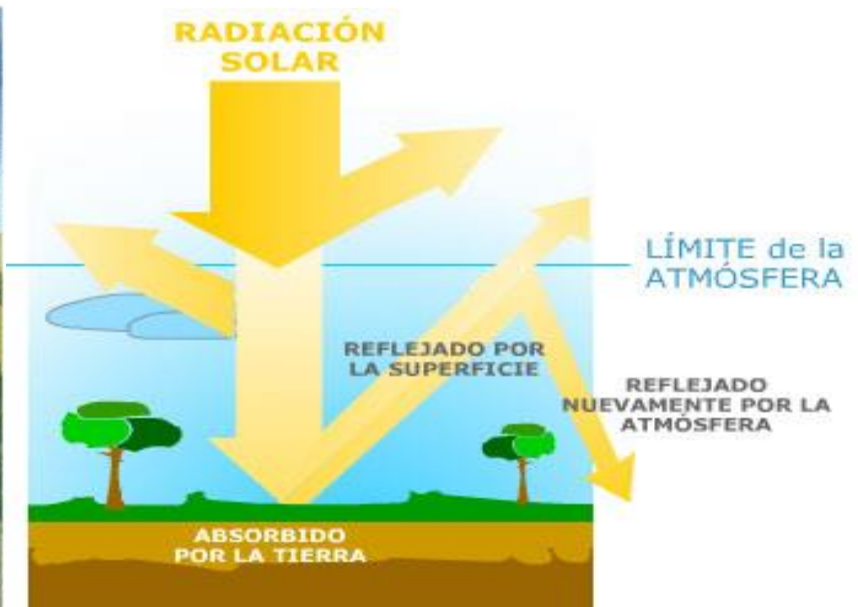 RADIACIÓN
SOLAR
LÍMITE de la
ATMÓSFERA
REFLEJADO POR
LA SUPERFICIE
REFLEJADO
NUEVAMENTE POR LA
ATMÓSFERA
ABSORBIDO
POR LA TIERRA